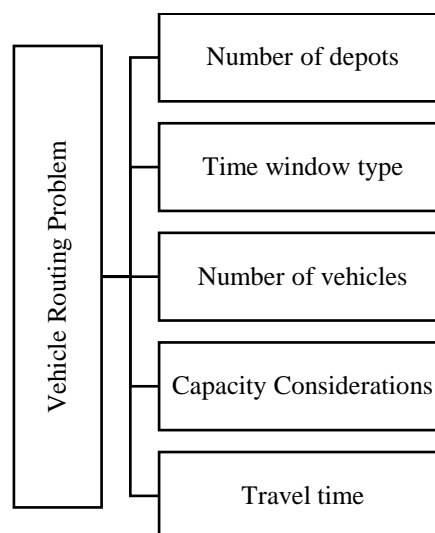 Vehicle Routing Problem
Number of depots
Time window type
Number of vehicles
Capacity Considerations
Travel time